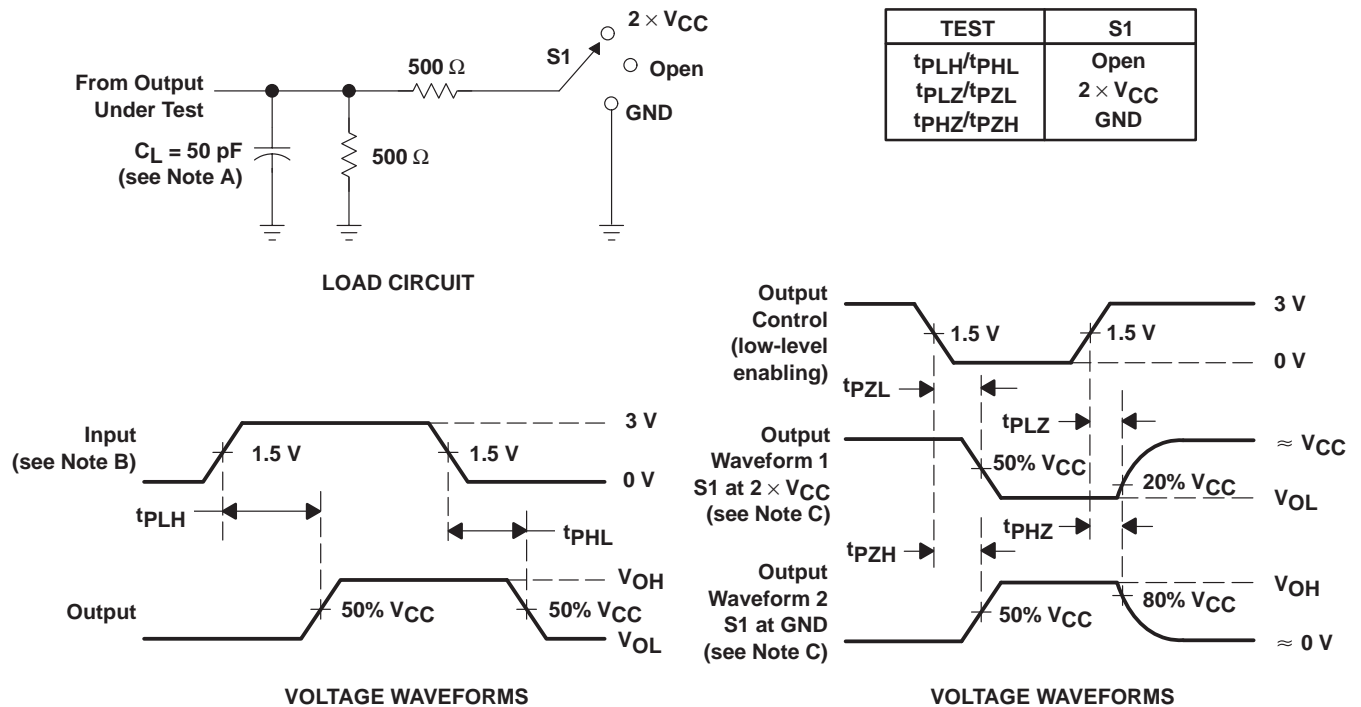 2 × VCC
S1
Open
GND
500 Ω
From Output
Under Test
CL = 50 pF
(see Note A)
500 Ω
LOAD CIRCUIT
TEST S1
tPLH/tPHL Open
tPLZ/tPZL 2 × VCC
tPHZ/tPZH GND
Input
(see Note B)
1.5 V
1.5 V
3 V
0 V
tPLH
tPHL
Output
50% VCC
50% VCC
VOH
VOL
VOLTAGE WAVEFORMS
Output
Control
(low-level
enabling)
1.5 V
1.5 V
3 V
0 V
tPZL
tPLZ
Output
Waveform 1
S1 at 2 × VCC
(see Note C)
50% VCC
20% VCC
≈ VCC
VOL
tPZH
tPHZ
Output
Waveform 2
S1 at GND
(see Note C)
50% VCC
80% VCC
VOH
≈ 0 V
VOLTAGE WAVEFORMS